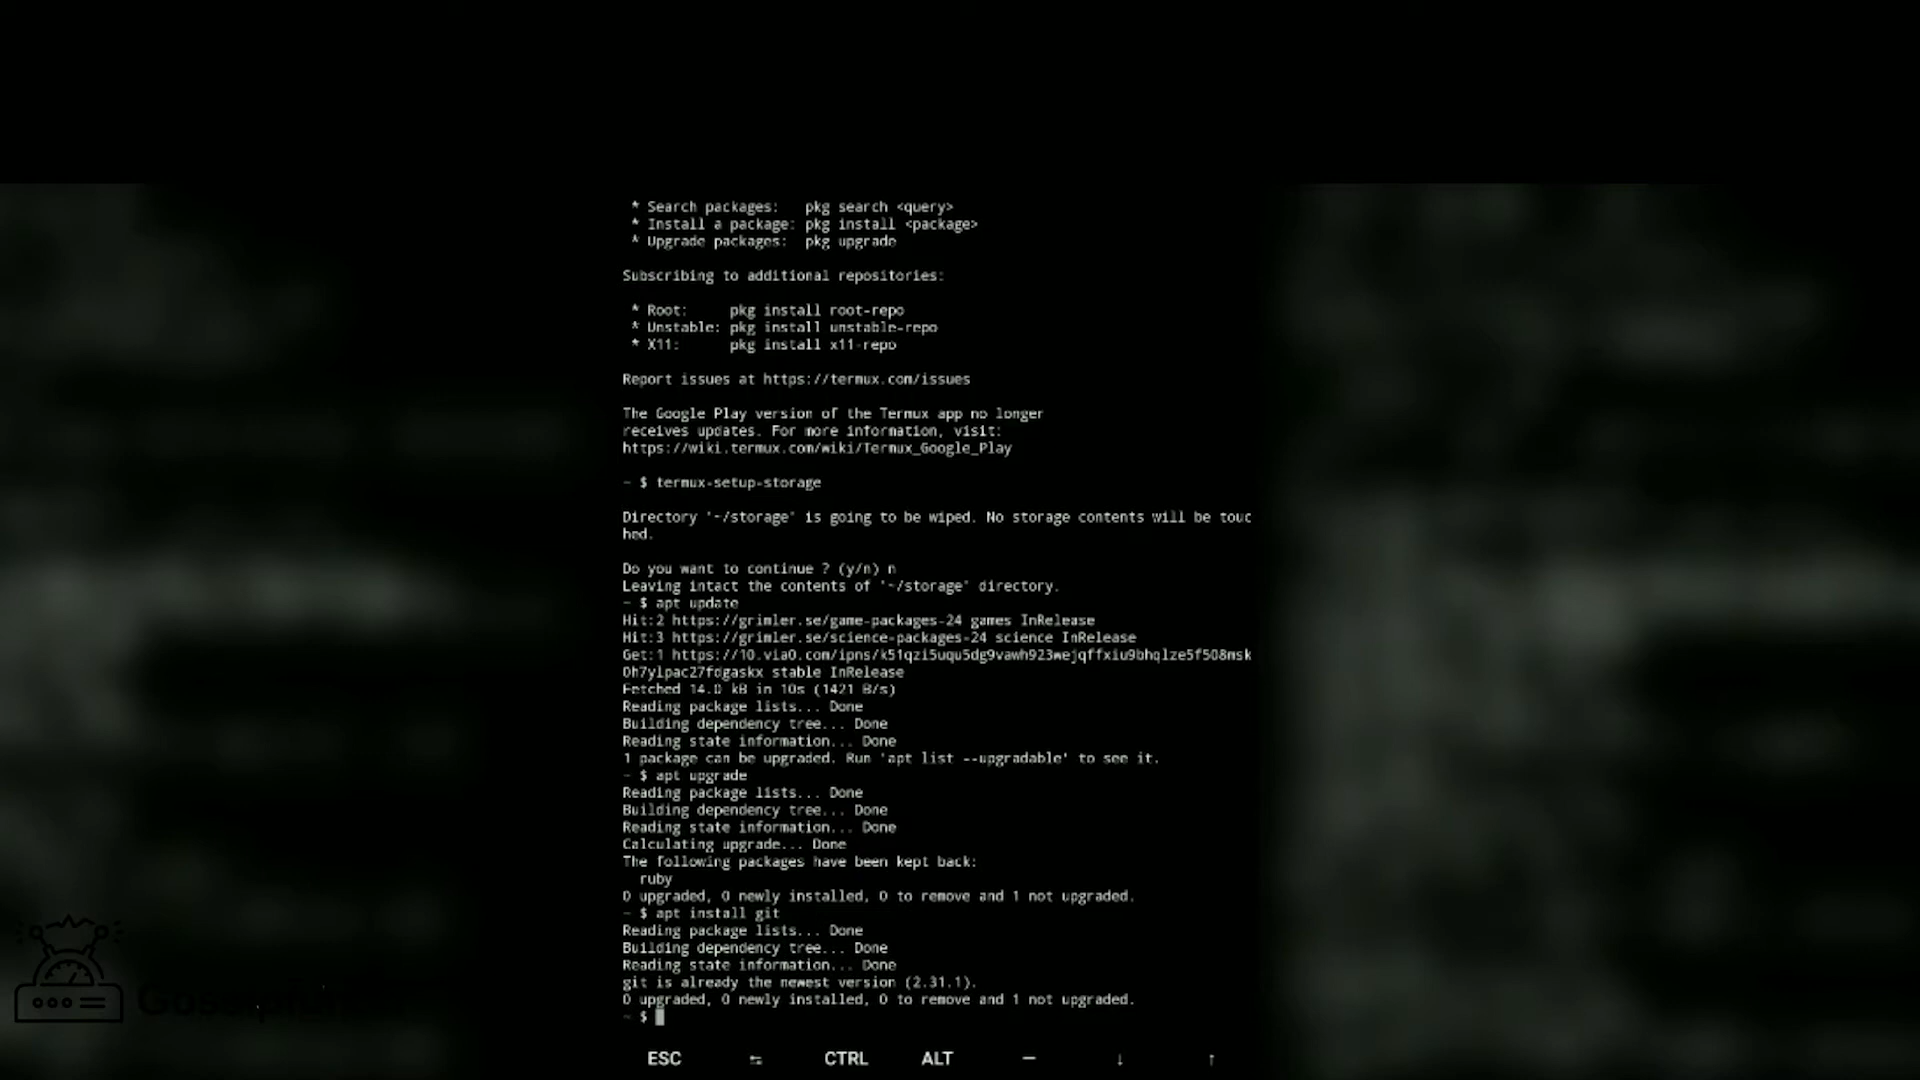 * Search packages: pkg search <query>
* Install a package: pkg install <package>
* Upgrade packages: pkg upgrade
Subscribing to additional repositories:
* Root: pkg install root-repo
* Unstable: pkg install unstable-repo
* X11: pkg install x11-repo
Report issues at https://termux.com/issues
The Google Play version of the Termux app no longer
receives updates. For more information, visit:
https://wiki.termux.com/wiki/Termux_Google_Play
~ $ termux-setup-storage
Directory '~/storage' is going to be wiped. No storage contents will be touc
hed.
Do you want to continue ? (y/n) n
Leaving intact the contents of '~/storage' directory.
~ $ apt update
Hit:2 https://grimler.se/game-packages-24 games InRelease
Hit:3 https://grimler.se/science-packages-24 science InRelease
Get:1 https://10.via0.com/ipns/k51qzi5uqu5dg9vawh923wejqffxiu9bhqlze5f508msk
0h7ylpac27fdgaskx stable InRelease
Fetched 14.0 kB in 10s (1421 B/s)
Reading package lists... Done
Building dependency tree... Done
Reading state information... Done
1 package can be upgraded. Run 'apt list --upgradable' to see it.
~ $ apt upgrade
Reading package lists... Done
Building dependency tree... Done
Reading state information... Done
Calculating upgrade... Done
The following packages have been kept back:
ruby
0 upgraded, 0 newly installed, 0 to remove and 1 not upgraded.
~ $ apt install git
Reading package lists... Done
Building dependency tree... Done
Reading state information... Done
git is already the newest version (2.31.1).
0 upgraded, 0 newly installed, 0 to remove and 1 not upgraded.
~ $
ESC ⇆ CTRL ALT — ↓ ↑